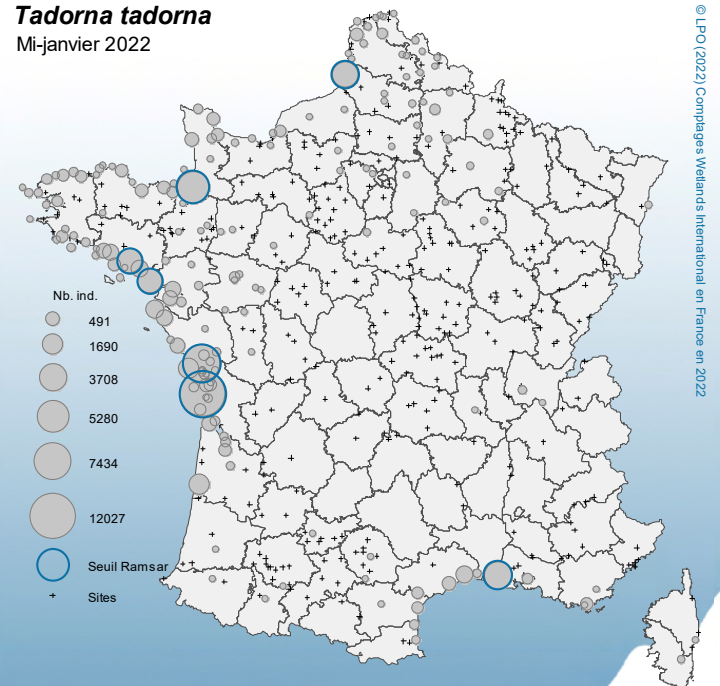 Tadorna tadorna
Mi-janvier 2022
© LPO (2022) Comptages Wetlands International en France en 2022
Nb. ind.
491
1690
3708
5280
7434
12027
Seuil Ramsar
Sites